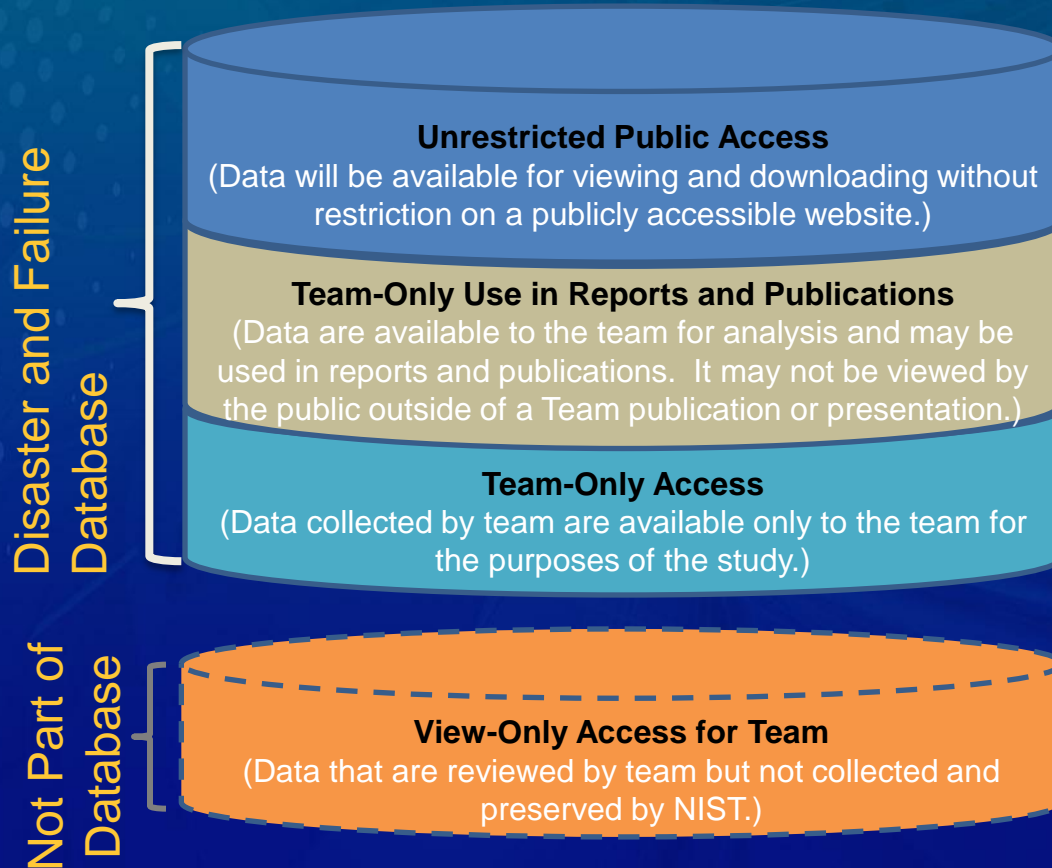 Disaster and Failure
Database
Unrestricted Public Access
(Data will be available for viewing and downloading without
restriction on a publicly accessible website.)
Team-Only Use in Reports and Publications
(Data are available to the team for analysis and may be
used in reports and publications.  It may not be viewed by
the public outside of a Team publication or presentation.)
Team-Only Access
(Data collected by team are available only to the team for
the purposes of the study.)
Not Part of
Database
View-Only Access for Team
(Data that are reviewed by team but not collected and
preserved by NIST.)